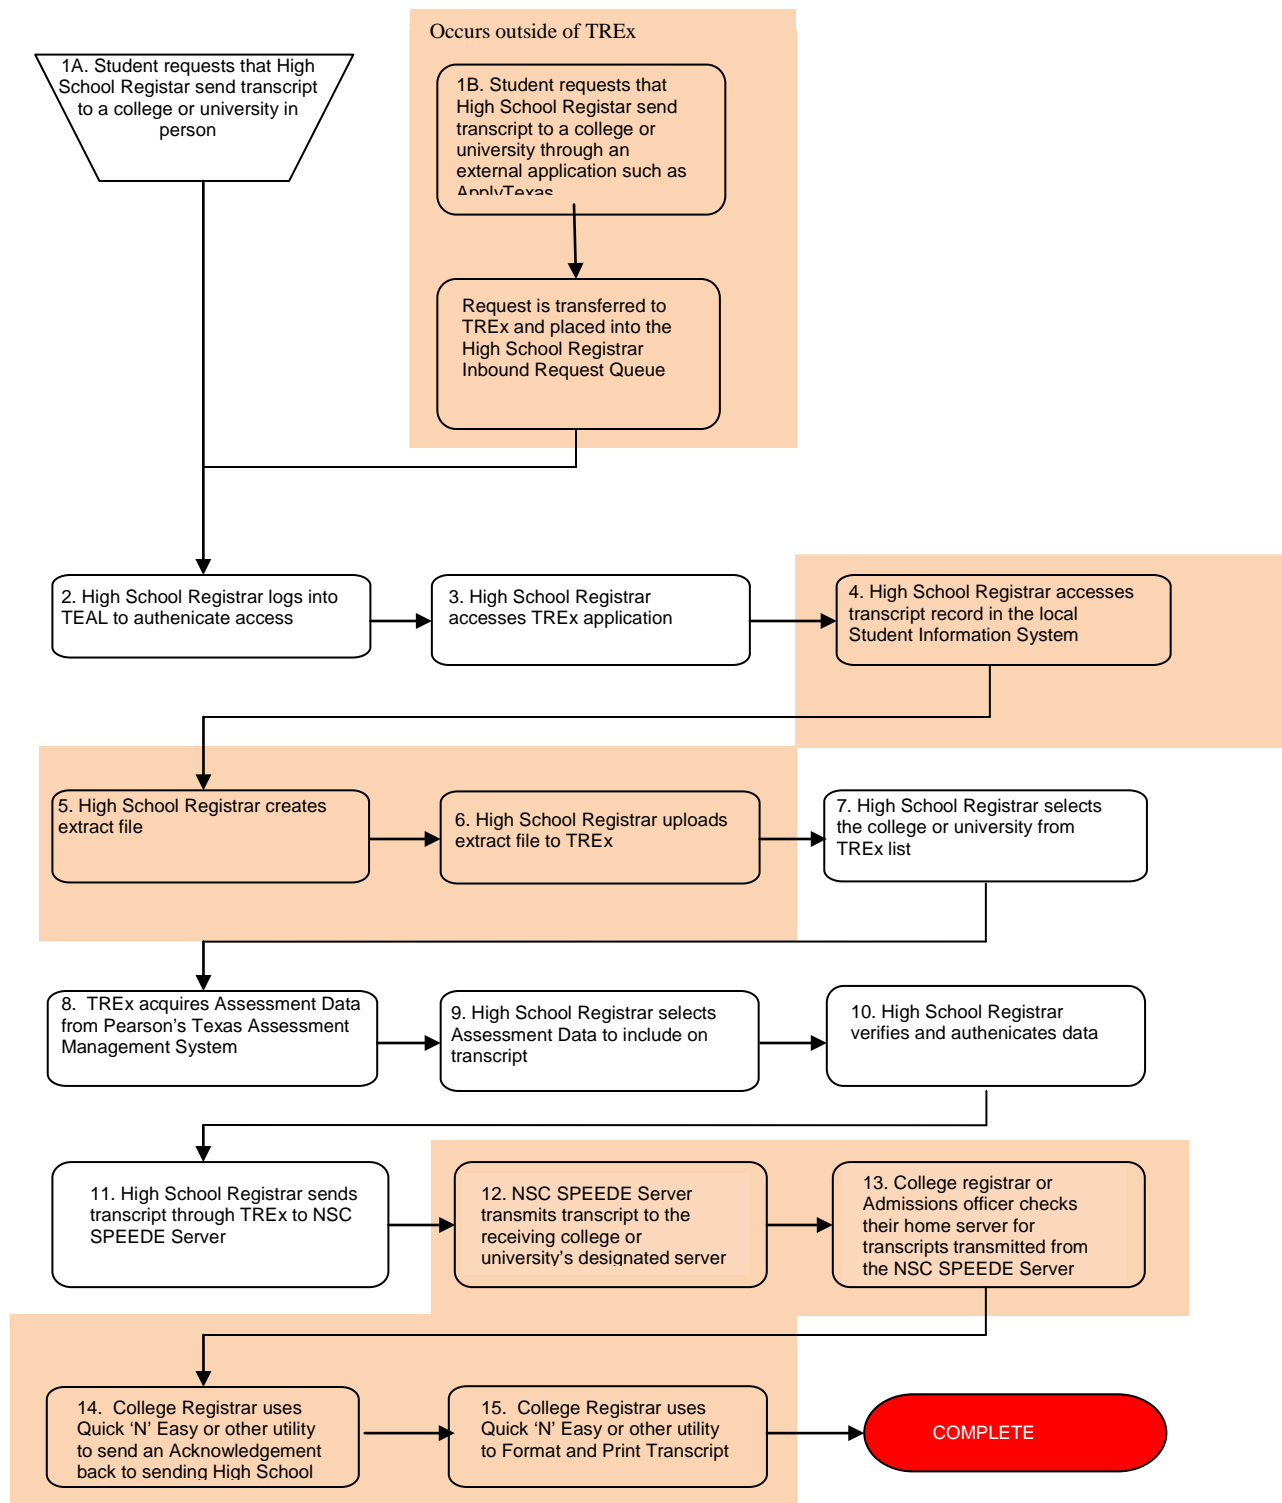 Occurs outside of TREx
1A. Student requests that High
School Registar send transcript
to a college or university in
person
1B. Student requests that
High School Registrar send
transcript to a college or
university through an
external application such as
ApplyTexas
Request is transferred to
TREx and placed into the
High School Registrar
Inbound Request Queue
2. High School Registrar logs into
TEAL to authenicate access
3. High School Registrar
accesses TREx application
4. High School Registrar accesses
transcript record in the local
Student Information System
5. High School Registrar creates
extract file
6. High School Registrar uploads
extract file to TREx
7. High School Registrar selects
the college or university from
TREx list
8. TREx acquires Assessment Data
from Pearson's Texas Assessment
Management System
9. High School Registrar selects
Assessment Data to include on
transcript
10. High School Registrar
verifies and authenicates data
11. High School Registrar sends
transcript through TREx to NSC
SPEEDE Server
12. NSC SPEEDE Server
transmits transcript to the
receiving college or
university's designated server
13. College registrar or
Admissions officer checks
their home server for
transcripts transmitted from
the NSC SPEEDE Server
14. College Registrar uses
Quick 'N' Easy or other utility
to send an Acknowledgement
back to sending High School
15. College Registrar uses
Quick 'N' Easy or other utility
to Format and Print Transcript
COMPLETE